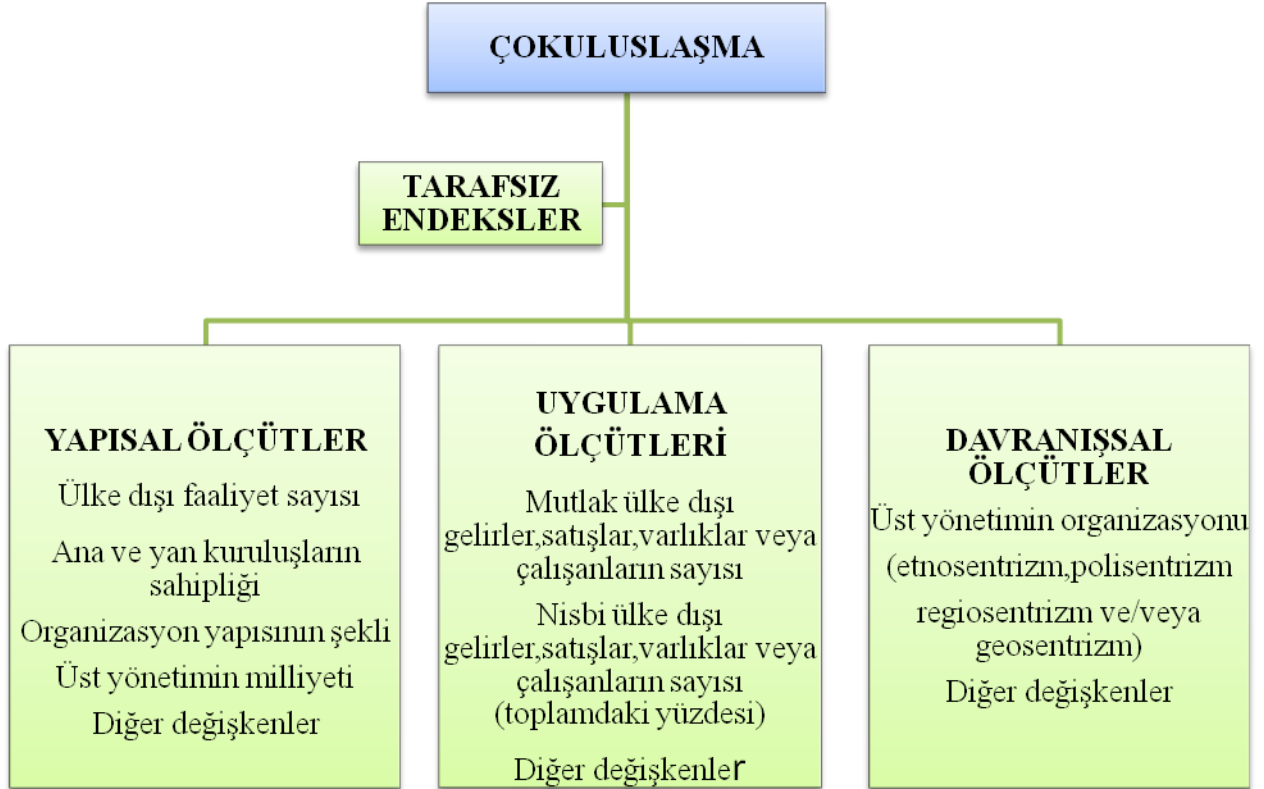 ÇOKULUSLAŞMA
TARAFSIZ
ENDEKSLER
YAPISAL ÖLÇÜTLER
Ülke dışı faaliyet sayısı
Ana ve yan kuruluşların
sahipliği
Organizasyon yapısının şekli
Üst yönetimin milliyeti
Diğer değişkenler
UYGULAMA
ÖLÇÜTLERİ
Mutlak ülke dışı
gelirler,satışlar,varlıklar veya
çalışanların sayısı
Nisbi ülke dışı
gelirler,satışlar,varlıklar veya
çalışanların sayısı
(toplamdaki yüzdesi)
Diğer değişkenler
DAVRANIŞSAL
ÖLÇÜTLER
Üst yönetimin organizasyonu
(etnosentrizm,polisentrizm
regiosentrizm ve/veya
geosentrizm)
Diğer değişkenler